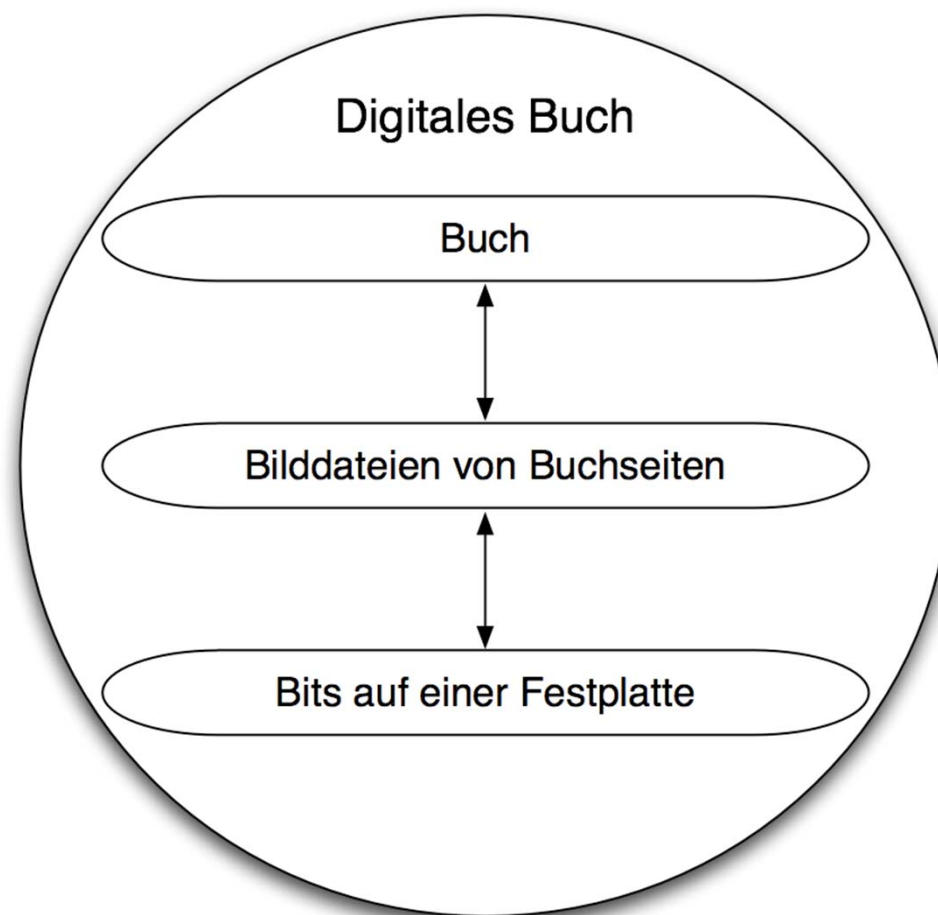 Digitales Buch
Buch
Bilddateien von Buchseiten
Bits auf einer Festplatte